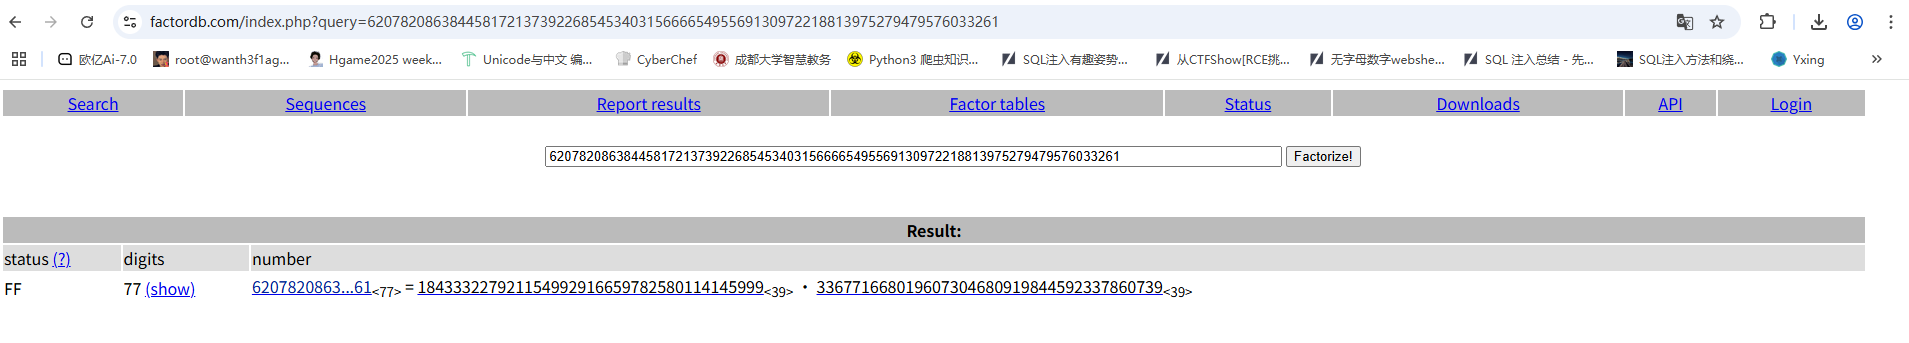 factordb.com/index.php?query=62078208638445817213739226854534031566665495569130972218813975279479576033261
欧亿Ai-7.0 root@wanth3f1ag... Hgame2025 week... Unicode与中文 编... CyberChef 成都大学智慧教务 Python3 爬虫知识... SQL注入有趣姿势... 从CTFShow[RCE挑... 无字母数字webshe... SQL 注入总结 - 先... SQL注入方法和绕... Yxing »
Search Sequences Report results Factor tables Status Downloads API Login
62078208638445817213739226854534031566665495569130972218813975279479576033261 Factorize!
Result:
status (?) digits number
FF 77 (show) 6207820863...61<77> = 184333227921154992916659782580114145999<39> · 336771668019607304680919844592337860739<39>